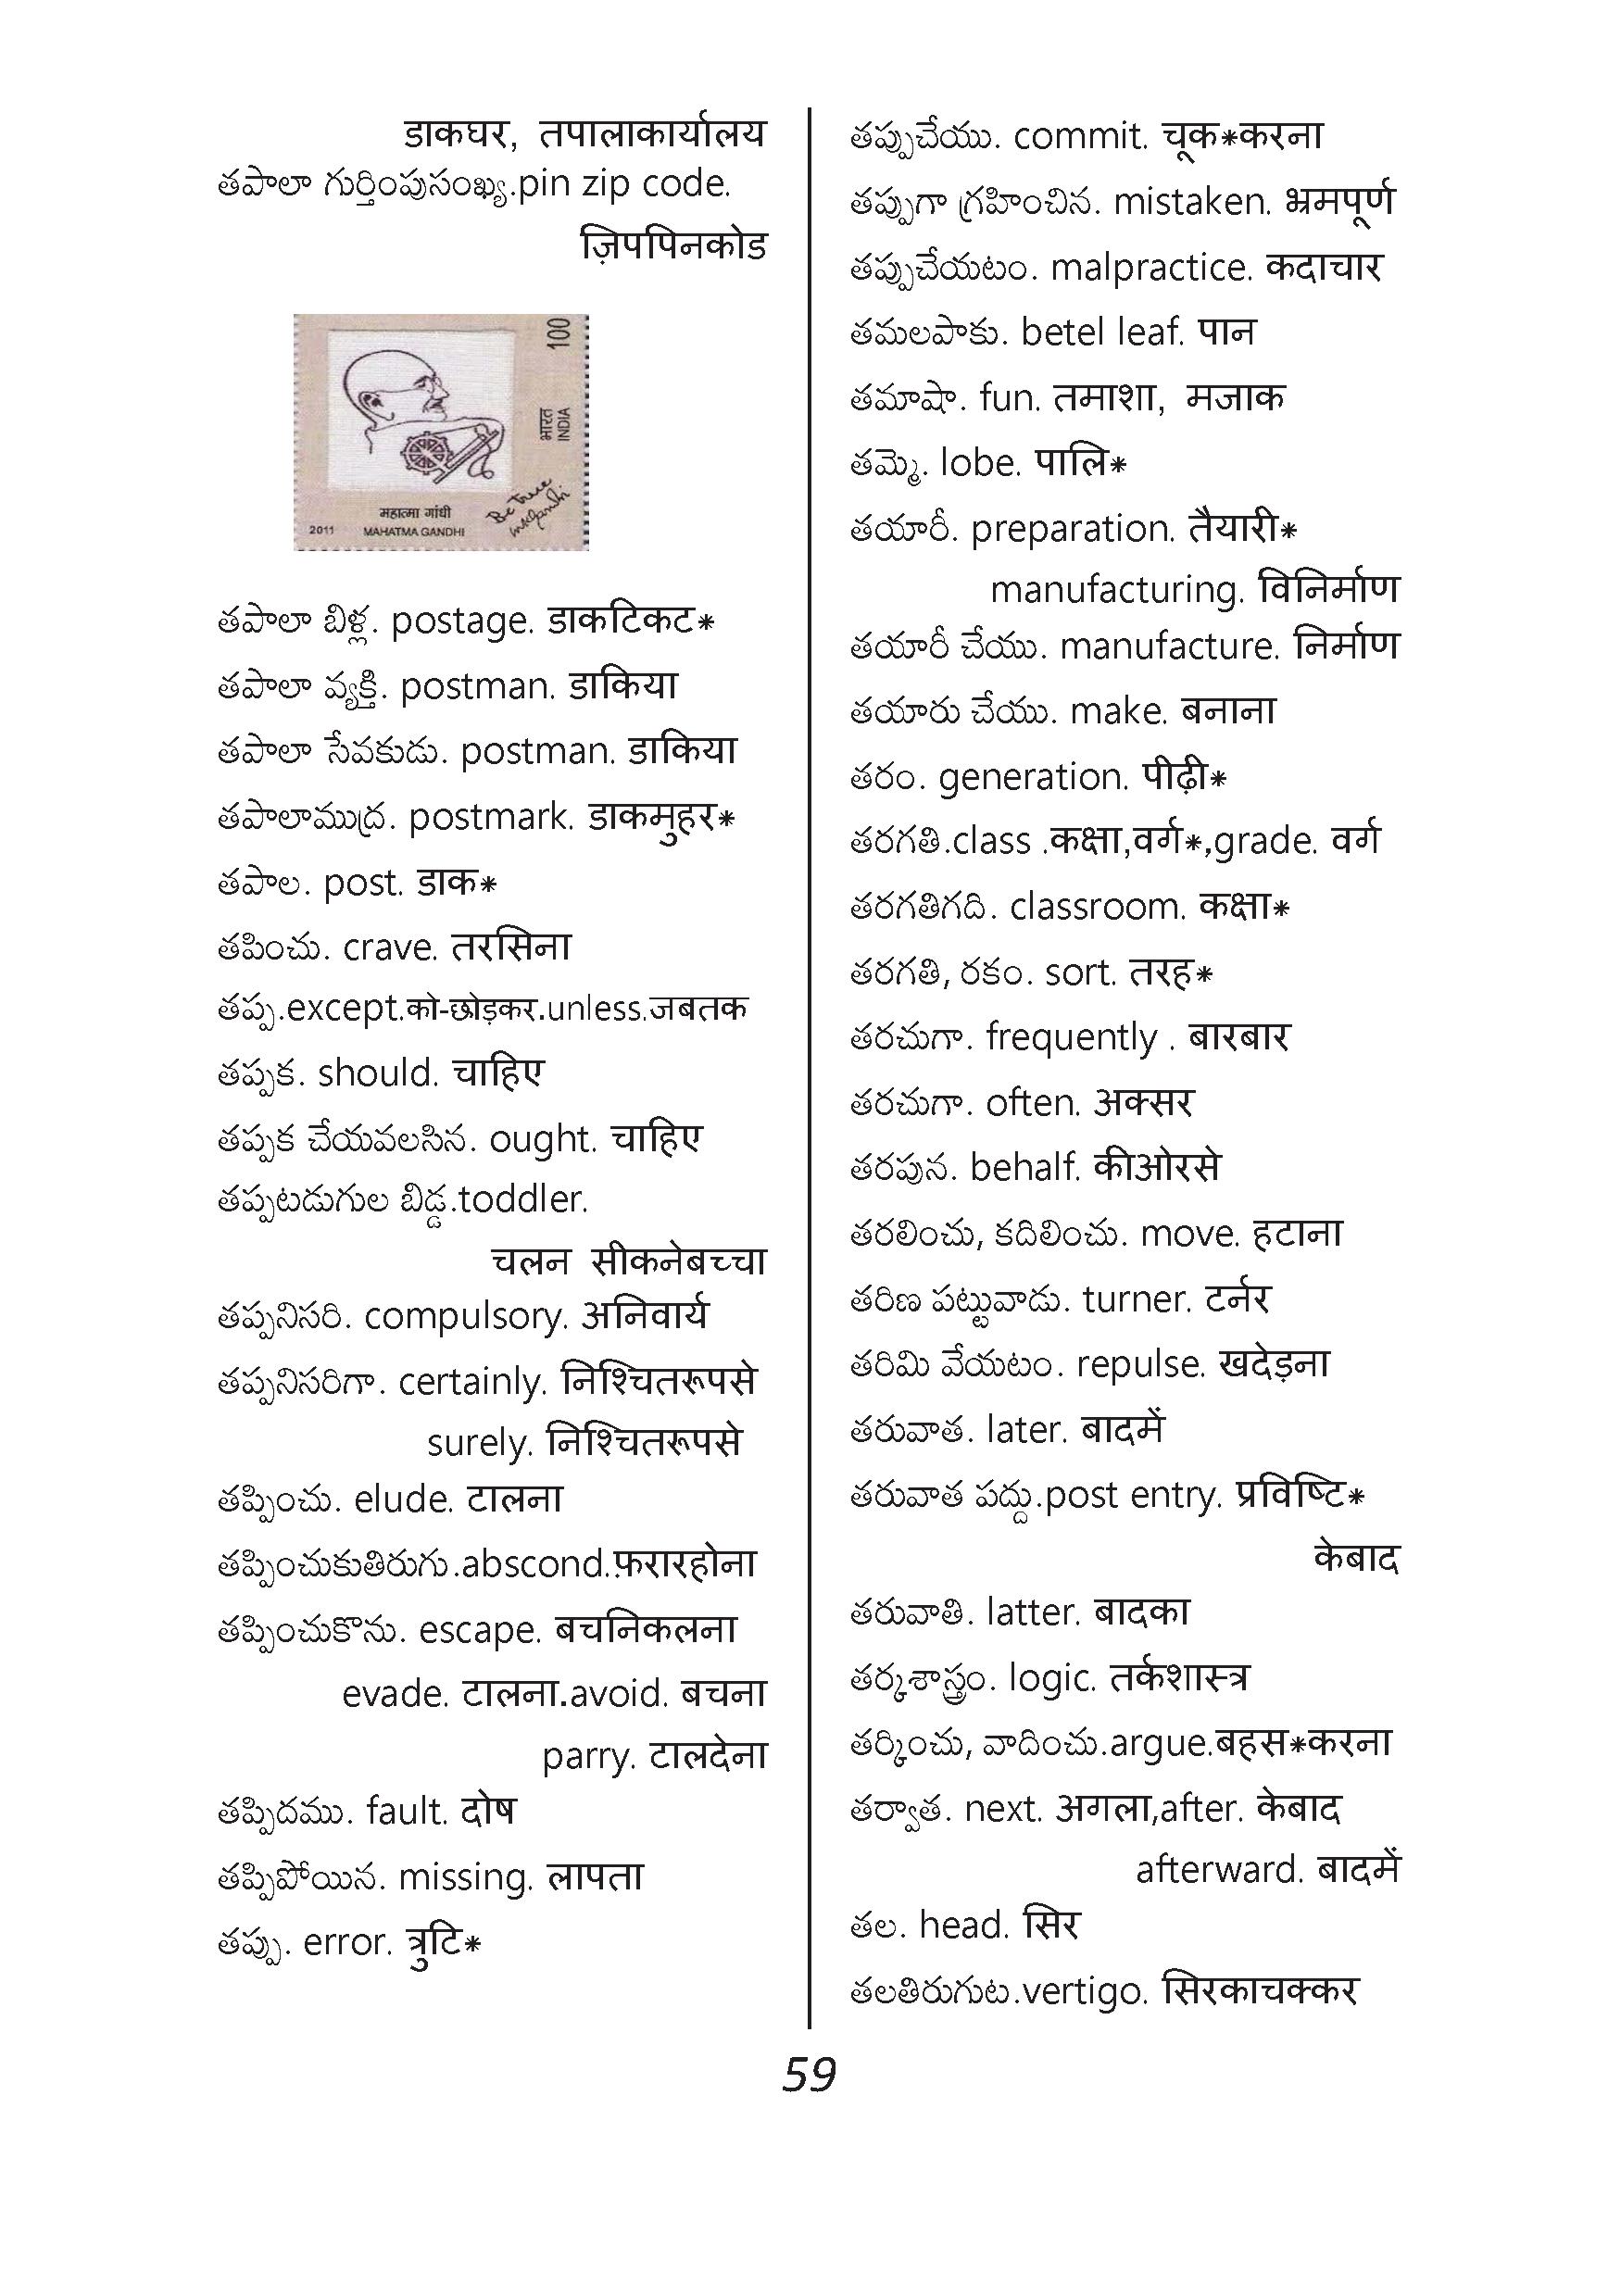 डाकघर, तपालाकार्यालय
తపాలా గుర్తింపుసంఖ్య.pin zip code.
ज़िपपिनकोड
100
भारत
INDIA
Be true
mkgandhi
महात्मा गांधी
2011 MAHATMA GANDHI
తపాలా బిళ్ల. postage. डाकटिकट*
తపాలా వ్యక్తి. postman. डाकिया
తపాలా సేవకుడు. postman. डाकिया
తపాలాముద్ర. postmark. डाकमुहर*
తపాల. post. डाक*
తపించు. crave. तरसिना
తప్ప.except.को-छोड़कर.unless.जबतक
తప్పక. should. चाहिए
తప్పక చేయవలసిన. ought. चाहिए
తప్పటడుగుల బిడ్డ.toddler.
चलन सीकनेबच्चा
తప్పనిసరి. compulsory. अनिवार्य
తప్పనిసరిగా. certainly. निश्चितरूपसे
surely. निश्चितरूपसे
తప్పించు. elude. टालना
తప్పించుకుతిరుగు.abscond.फ़रारहोना
తప్పించుకొను. escape. बचनिकलना
evade. टालना.avoid. बचना
parry. टालदेना
తప్పిదము. fault. दोष
తప్పిపోయిన. missing. लापता
తప్పు. error. त्रुटि*
తప్పుచేయు. commit. चूक*करना
తప్పుగా గ్రహించిన. mistaken. भ्रमपूर्ण
తప్పుచేయటం. malpractice. कदाचार
తమలపాకు. betel leaf. पान
తమాషా. fun. तमाशा, मजाक
తమ్మె. lobe. पालि*
తయారీ. preparation. तैयारी*
manufacturing. विनिर्माण
తయారీ చేయు. manufacture. निर्माण
తయారు చేయు. make. बनाना
తరం. generation. पीढ़ी*
తరగతి.class .कक्षा,वर्ग*,grade. वर्ग
తరగతిగది. classroom. कक्षा*
తరగతి, రకం. sort. तरह*
తరచుగా. frequently . बारबार
తరచుగా. often. अक्सर
తరపున. behalf. कीओरसे
తరలించు, కదిలించు. move. हटाना
తరిణ పట్టువాడు. turner. टर्नर
తరిమి వేయటం. repulse. खदेड़ना
తరువాత. later. बादमें
తరువాత పద్దు.post entry. प्रविष्टि*
केबाद
తరువాతి. latter. बादका
తర్కశాస్త్రం. logic. तर्कशास्त्र
తర్కించు, వాదించు.argue.बहस*करना
తర్వాత. next. अगला,after. केबाद
afterward. बादमें
తల. head. सिर
తలతిరుగుట.vertigo. सिरकाचक्कर
59